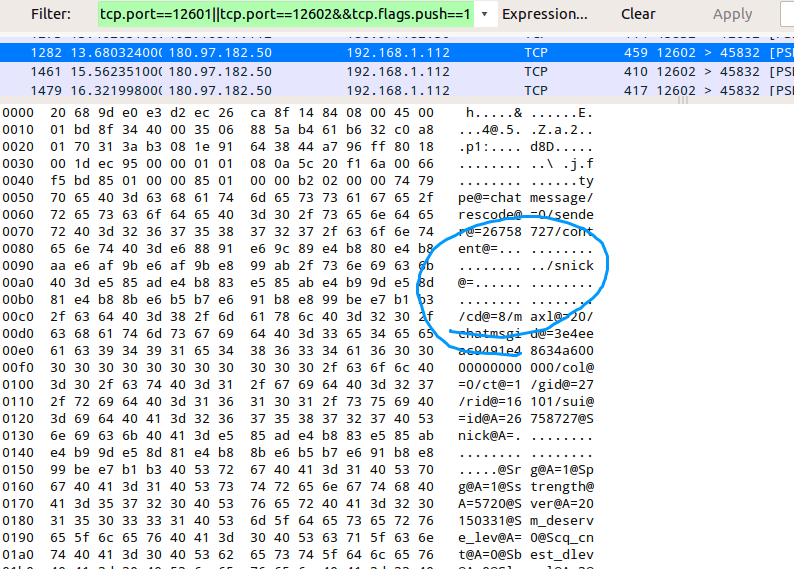 Filter: tcp.port==12601||tcp.port==12602&&tcp.flags.push==1 Expression... Clear Apply
1282 13.680324000 180.97.182.50 192.168.1.112 TCP 459 12602 > 45832 [PS
1461 15.562351000 180.97.182.50 192.168.1.112 TCP 410 12602 > 45832 [PS
1479 16.321998000 180.97.182.50 192.168.1.112 TCP 417 12602 > 45832 [PS
0000 20 68 9d e0 e3 d2 ec 26 ca 8f 14 84 08 00 45 00 h.....& ......E.
0010 01 bd 8f 34 40 00 35 06 88 5a b4 61 b6 32 c0 a8 ...4@.5. .Z.a.2..
0020 01 70 31 3a b3 08 1e 91 64 38 44 a7 96 ff 80 18 .p1:.... d8D.....
0030 00 1d ec 95 00 00 01 01 08 0a 5c 20 f1 6a 00 66 ........ ..\ .j.f
0040 f5 bd 85 01 00 00 85 01 00 00 b2 02 00 00 74 79 ........ ......ty
0050 70 65 40 3d 63 68 61 74 6d 65 73 73 61 67 65 2f pe@=chat message/
0060 72 65 73 63 6f 64 65 40 3d 30 2f 73 65 6e 64 65 rescode@ =0/sende
0070 72 40 3d 32 36 37 35 38 37 32 37 2f 63 6f 6e 74 r@=26758 727/cont
0080 65 6e 74 40 3d e6 88 91 e6 9c 89 e4 b8 80 e4 b8 ent@=... ........
0090 aa e6 af 9b e6 af 9b e8 99 ab 2f 73 6e 69 63 6b ........ ../snick
00a0 40 3d e5 85 ad e4 b8 83 e5 85 ab e4 b9 9d e5 8d @=...... ........
00b0 81 e4 b8 8b e6 b5 b7 e6 91 b8 e8 99 be e7 b1 b3 ........ ........
00c0 2f 63 64 40 3d 38 2f 6d 61 78 6c 40 3d 32 30 2f /cd@=8/m axl@=20/
00d0 63 68 61 74 6d 73 67 69 64 40 3d 33 65 34 65 65 chatmsgi d@=3e4ee
00e0 61 63 39 34 39 31 65 34 38 36 33 34 61 36 30 30 ac9491e4 8634a600
00f0 30 30 30 30 30 30 30 30 30 30 30 2f 63 6f 6c 40 00000000 000/col@
0100 3d 30 2f 63 74 40 3d 31 2f 67 69 64 40 3d 32 37 =0/ct@=1 /gid@=27
0110 2f 72 69 64 40 3d 31 36 31 30 31 2f 73 75 69 40 /rid@=16 101/sui@
0120 3d 69 64 40 41 3d 32 36 37 35 38 37 32 37 40 53 =id@A=26 758727@S
0130 6e 69 63 6b 40 41 3d e5 85 ad e4 b8 83 e5 85 ab nick@A=. ........
0140 e4 b9 9d e5 8d 81 e4 b8 8b e6 b5 b7 e6 91 b8 e8 ........ ........
0150 99 be e7 b1 b3 40 53 72 67 40 41 3d 31 40 53 70 .....@Sr g@A=1@Sp
0160 67 40 41 3d 31 40 53 73 74 72 65 6e 67 74 68 40 g@A=1@Ss trength@
0170 41 3d 35 37 32 30 40 53 76 65 72 40 41 3d 32 30 A=5720@S ver@A=20
0180 31 35 30 33 33 31 40 53 6d 5f 64 65 73 65 72 76 150331@S m_deserv
0190 65 5f 6c 65 76 40 41 3d 30 40 53 63 71 5f 63 6e e_lev@A= 0@Scq_cn
01a0 74 40 41 3d 30 40 53 62 65 73 74 5f 64 6c 65 76 t@A=0@Sb est_dlev